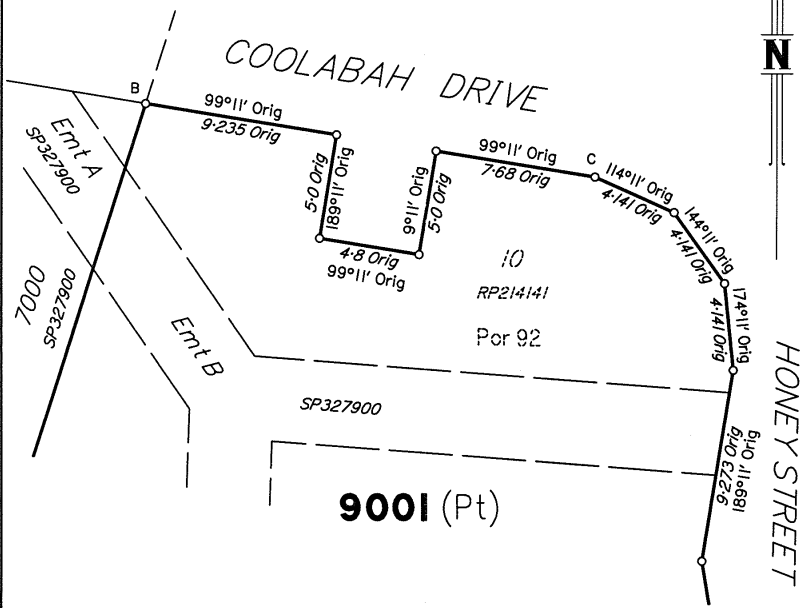 COOLABAH DRIVE
N
B
99°11' Orig
9·235 Orig
5·0 Orig
189°11' Orig
4·8 Orig
99°11' Orig
9°11' Orig
5·0 Orig
99°11' Orig
7·68 Orig
C
114°11' Orig
4·141 Orig
144°11' Orig
4·141 Orig
174°11' Orig
4·141 Orig
Emt A
SP327900
7000
SP327900
Emt B
10
RP214141
Por 92
SP327900
9·273 Orig
189°11' Orig
HONEY STREET
9001 (Pt)